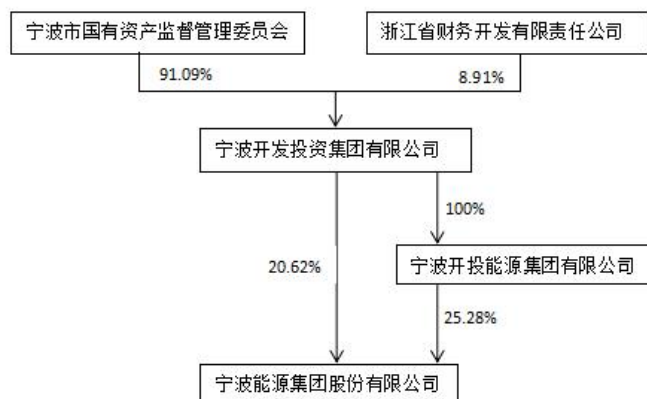 宁波市国有资产监督管理委员会
浙江省财务开发有限责任公司
91.09%
8.91%
宁波开发投资集团有限公司
100%
20.62%
宁波开投能源集团有限公司
25.28%
宁波能源集团股份有限公司